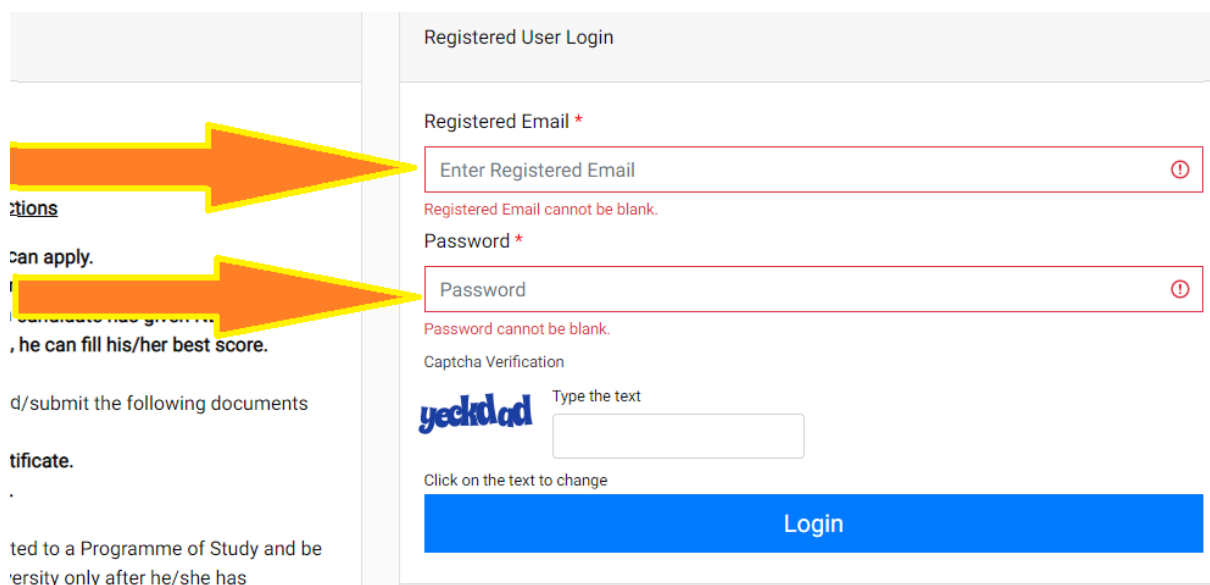 ctions
can apply.
candidate has given
, he can fill his/her best score.
d/submit the following documents
tificate.
.
ted to a Programme of Study and be
versity only after he/she has
Registered User Login
Registered Email *
Enter Registered Email
Registered Email cannot be blank.
Password *
Password
Password cannot be blank.
Captcha Verification
yeckdad
Type the text
Click on the text to change
Login